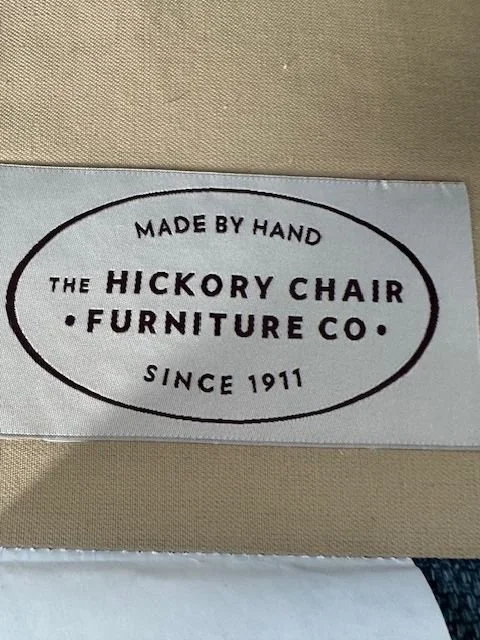 MADE BY HAND
THE HICKORY CHAIR
• FURNITURE CO •
SINCE 1911